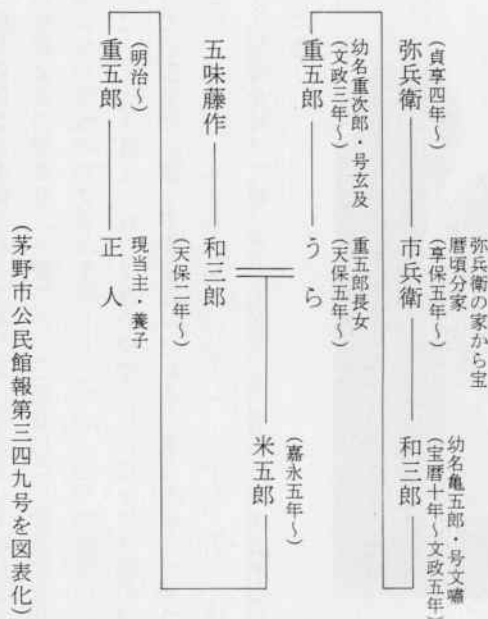 弥兵衛の家から宝
暦頃分家
幼名亀五郎・号文嘯
(貞享四年~)
(享保五年~)
(宝暦十年~文政五年)
弥兵衛
市兵衛
和三郎
幼名重次郎・号玄及
重五郎長女
(文政三年~)
(天保五年~)
(嘉永五年~)
重五郎
うら
米五郎
五味藤作
和三郎
(天保二年~)
(明治~)
現当主・養子
重五郎
正人
(茅野市公民館報第三四九号を図表化)